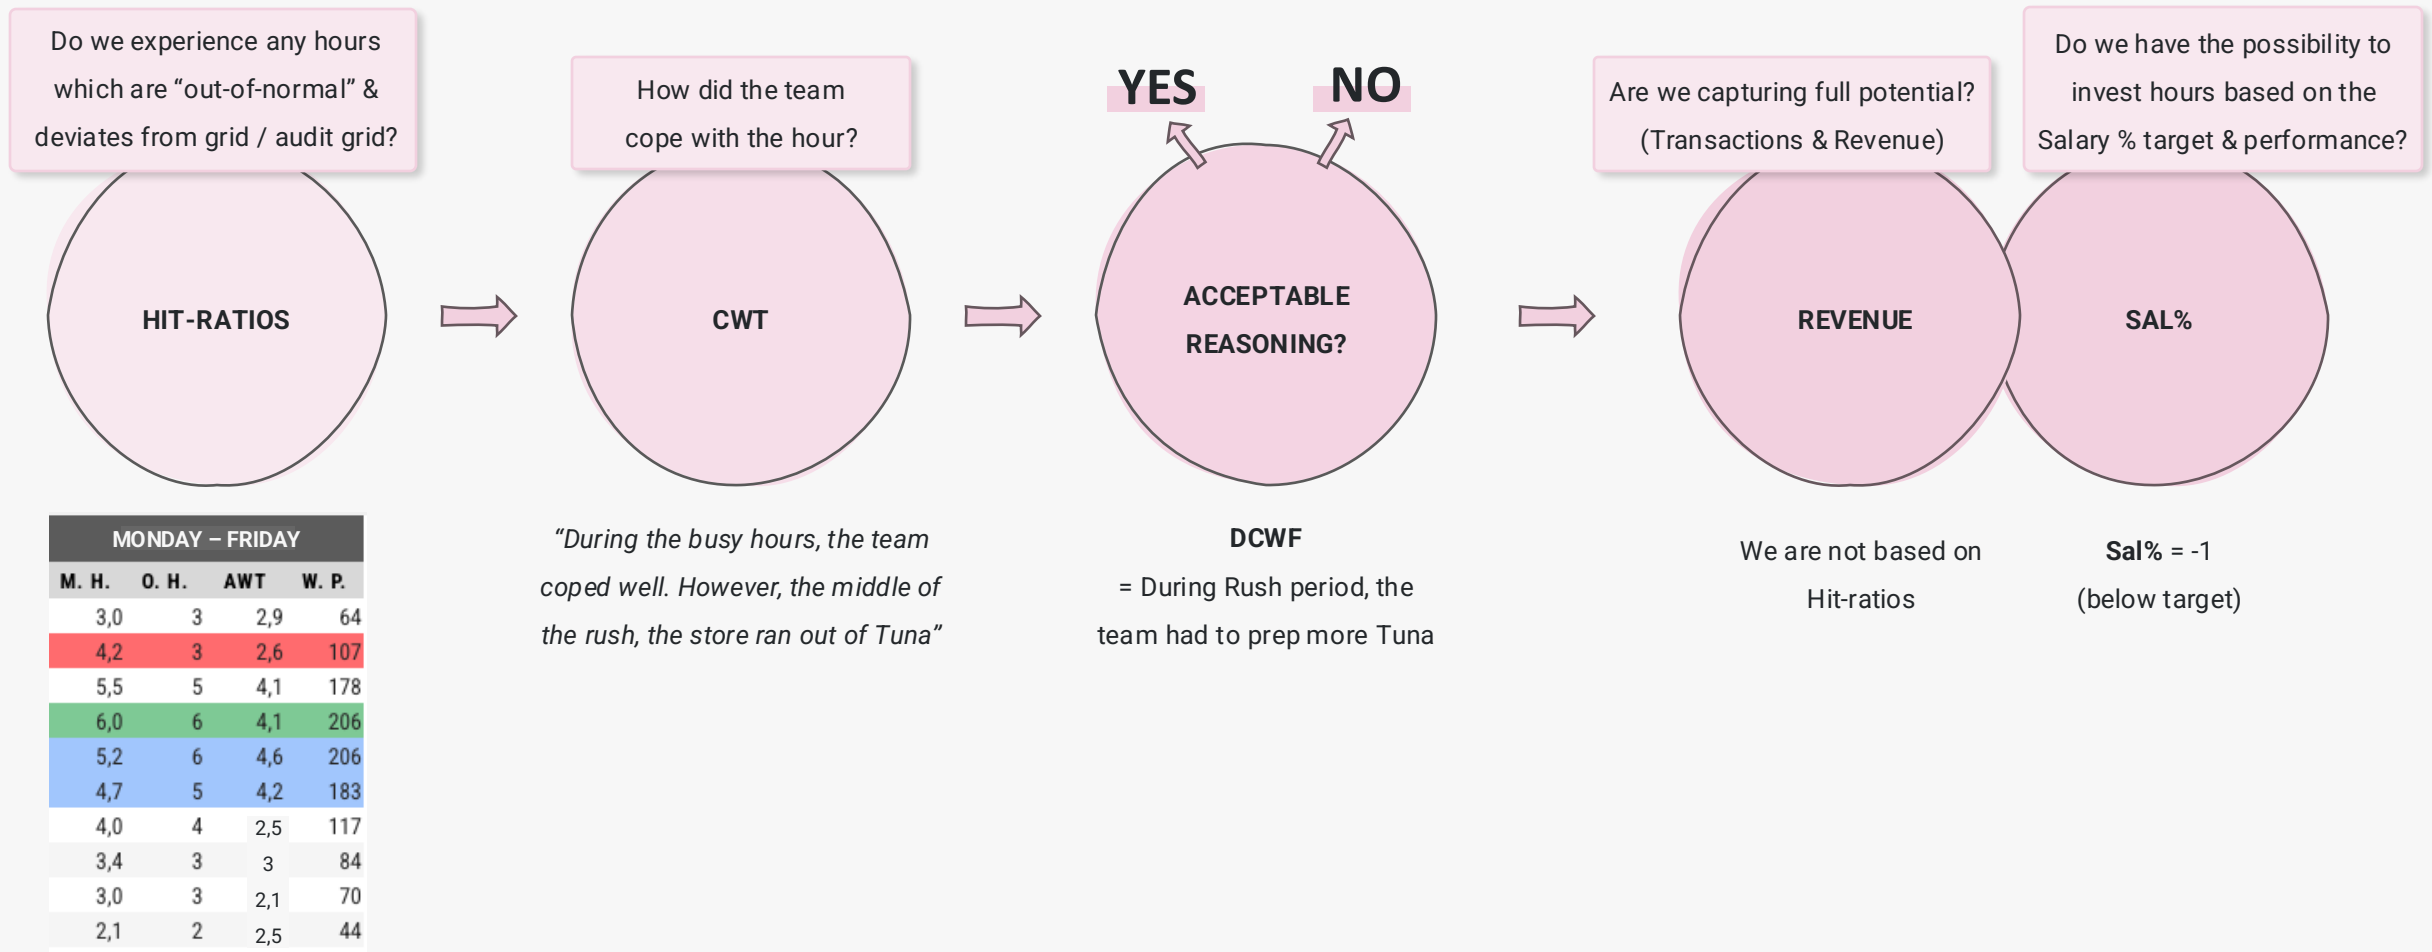 Do we experience any hours
which are “out-of-normal” &
deviates from grid / audit grid?
HIT-RATIOS
MONDAY – FRIDAY
M. H. O. H. AWT W. P.
3,0 3 2,9 64
4,2 3 2,6 107
5,5 5 4,1 178
6,0 6 4,1 206
5,2 6 4,6 206
4,7 5 4,2 183
4,0 4 2,5 117
3,4 3 3 84
3,0 3 2,1 70
2,1 2 2,5 44
How did the team
cope with the hour?
CWT
“During the busy hours, the team
coped well. However, the middle of
the rush, the store ran out of Tuna”
YES
NO
ACCEPTABLE
REASONING?
DCWF
= During Rush period, the
team had to prep more Tuna
Are we capturing full potential?
(Transactions & Revenue)
REVENUE
We are not based on
Hit-ratios
Do we have the possibility to
invest hours based on the
Salary % target & performance?
SAL%
Sal% = -1
(below target)